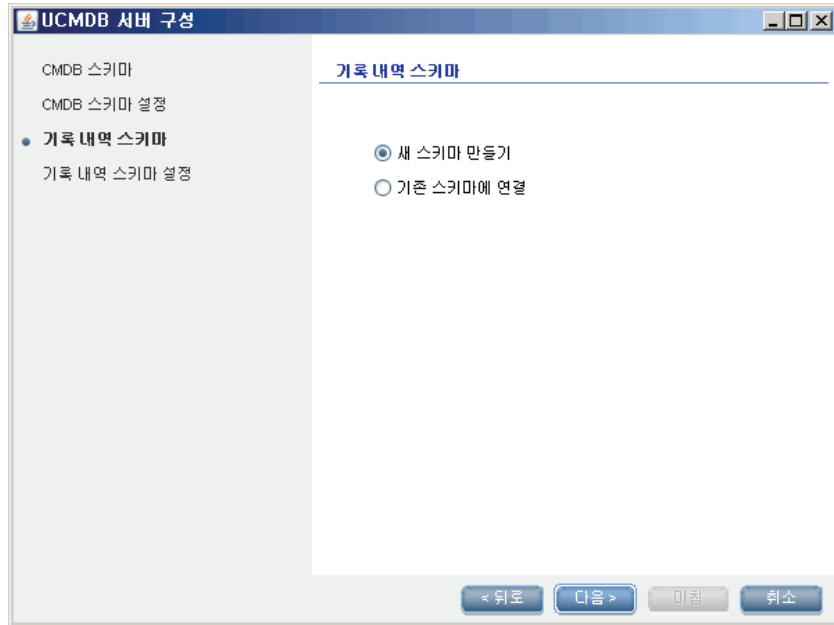 UCMDB 서버 구성
CMDB 스키마
CMDB 스키마 설정
기록 내역 스키마
기록 내역 스키마 설정
기록 내역 스키마
새 스키마 만들기
기존 스키마에 연결
< 뒤로
다음 >
마침
취소